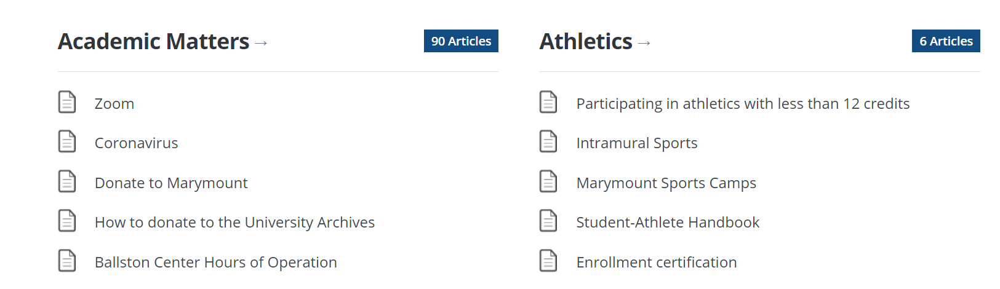 Academic Matters →
90 Articles
Zoom
Coronavirus
Donate to Marymount
How to donate to the University Archives
Ballston Center Hours of Operation
Athletics →
6 Articles
Participating in athletics with less than 12 credits
Intramural Sports
Marymount Sports Camps
Student-Athlete Handbook
Enrollment certification